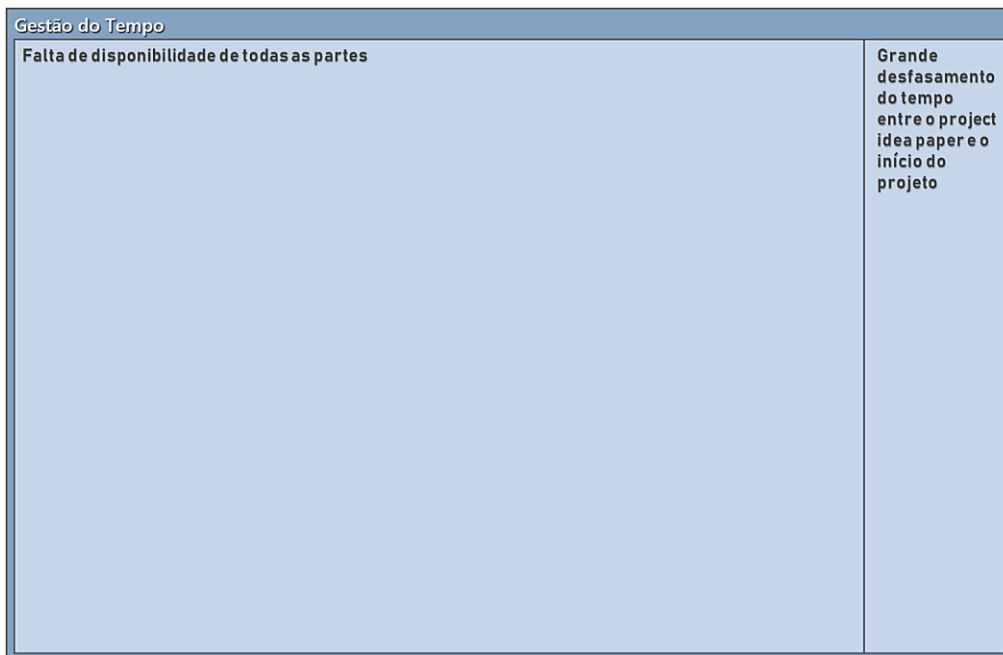 Gestão do Tempo
Falta de disponibilidade de todas as partes
Grande
desfasamento
do tempo
entre o project
idea paper e o
início do
projeto